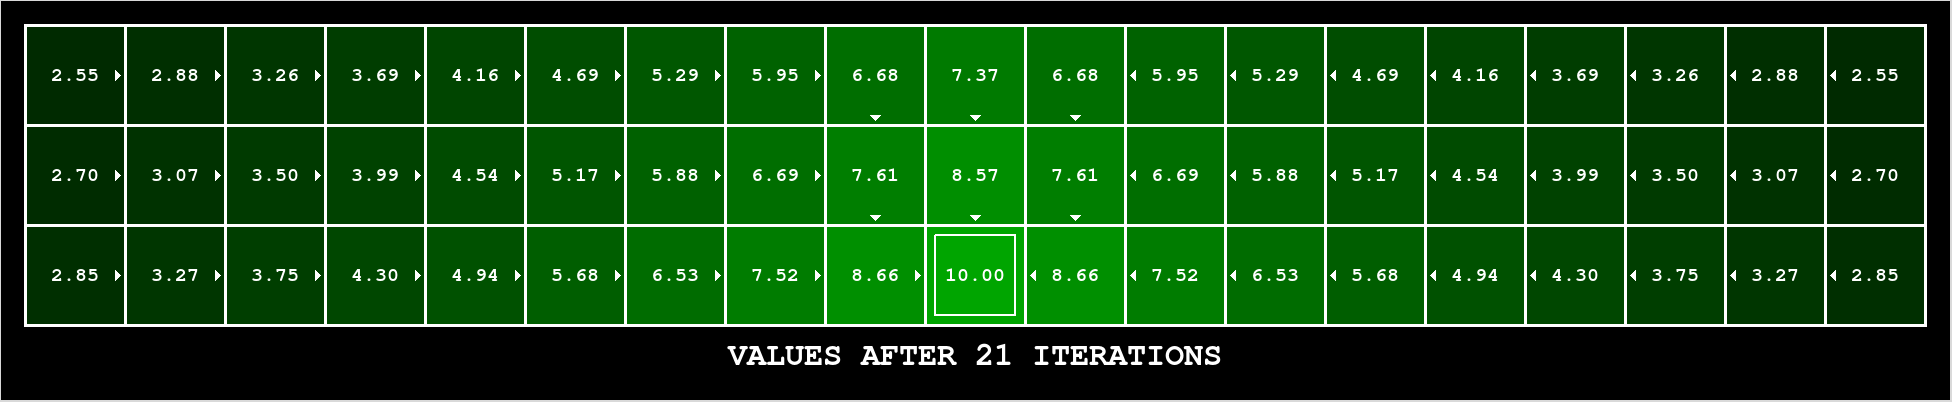 2.55 2.88 3.26 3.69 4.16 4.69 5.29 5.95 6.68 7.37 6.68 5.95 5.29 4.69 4.16 3.69 3.26 2.88 2.55
2.70 3.07 3.50 3.99 4.54 5.17 5.88 6.69 7.61 8.57 7.61 6.69 5.88 5.17 4.54 3.99 3.50 3.07 2.70
2.85 3.27 3.75 4.30 4.94 5.68 6.53 7.52 8.66 10.00 8.66 7.52 6.53 5.68 4.94 4.30 3.75 3.27 2.85
VALUES AFTER 21 ITERATIONS